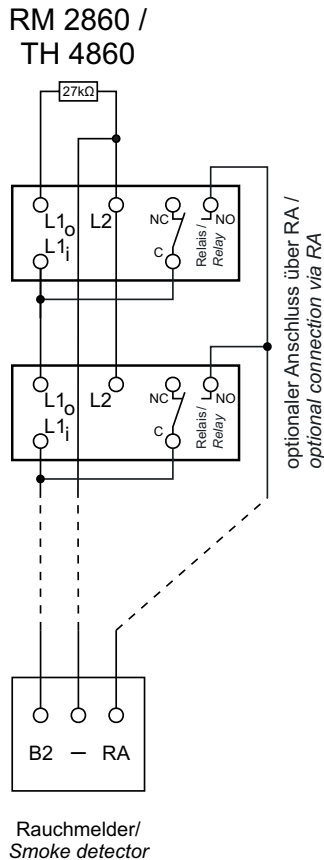 RM 2860 /
TH 4860
27kΩ
L1o
L1i
L2
NC
C
NO
Relais/
Relay
L1o
L1i
L2
NC
C
NO
Relais/
Relay
optionaler Anschluss über RA /
optional connection via RA
B2 – RA
Rauchmelder/
Smoke detector